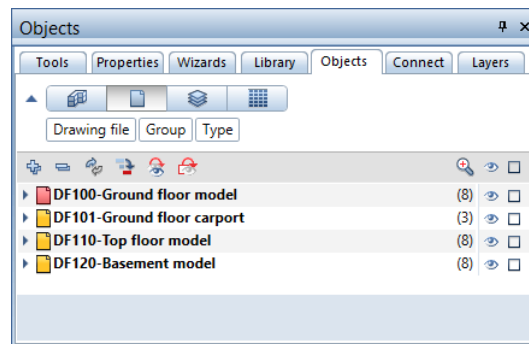 Objects
Tools Properties Wizards Library Objects Connect Layers
Drawing file Group Type
DF100-Ground floor model (8)
DF101-Ground floor carport (3)
DF110-Top floor model (8)
DF120-Basement model (8)